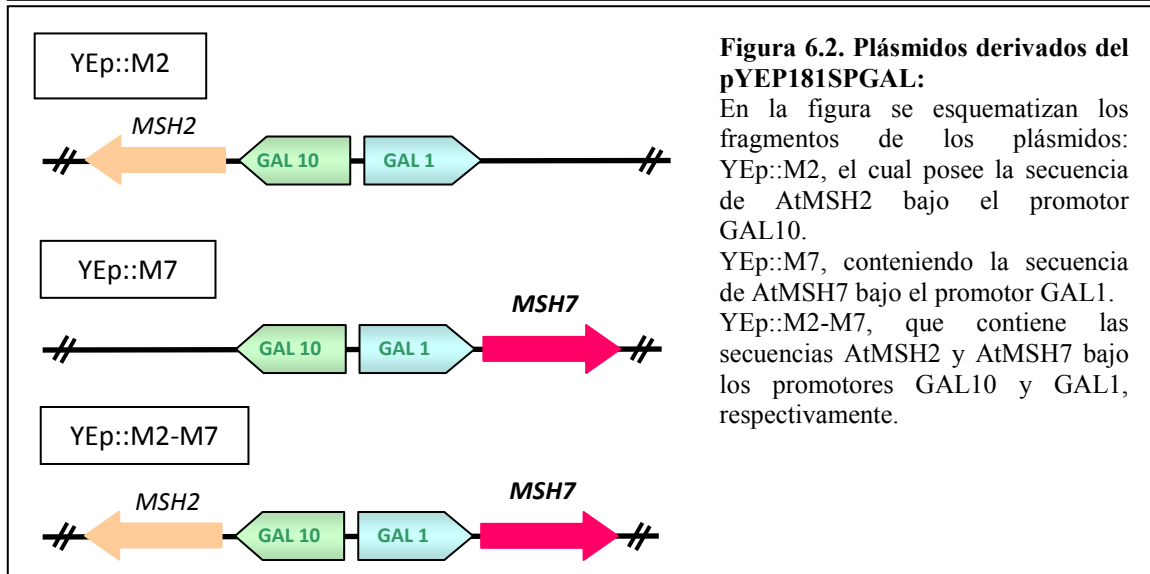 YEp::M2
MSH2
GAL 10
GAL 1
YEp::M7
MSH7
GAL 10
GAL 1
YEp::M2-M7
MSH2
MSH7
GAL 10
GAL 1
Figura 6.2. Plásmidos derivados del
pYEP181SPGAL:
En la figura se esquematizan los
fragmentos de los plásmidos:
YEp::M2, el cual posee la secuencia
de AtMSH2 bajo el promotor
GAL10.
YEp::M7, conteniendo la secuencia
de AtMSH7 bajo el promotor GAL1.
YEp::M2-M7, que contiene las
secuencias AtMSH2 y AtMSH7 bajo
los promotores GAL10 y GAL1,
respectivamente.